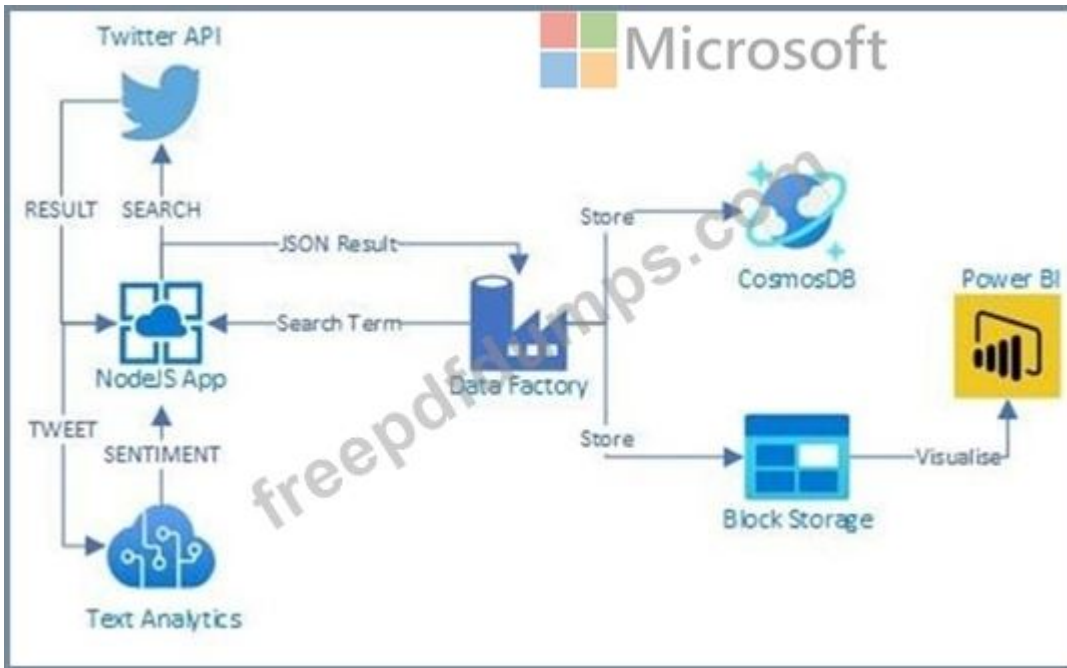 Twitter API
Microsoft
RESULT
SEARCH
JSON Result
Store
CosmosDB
Power BI
Search Term
NodeJS App
Data Factory
TWEET
SENTIMENT
Store
Visualise
Block Storage
Text Analytics
freepdfdumps.com